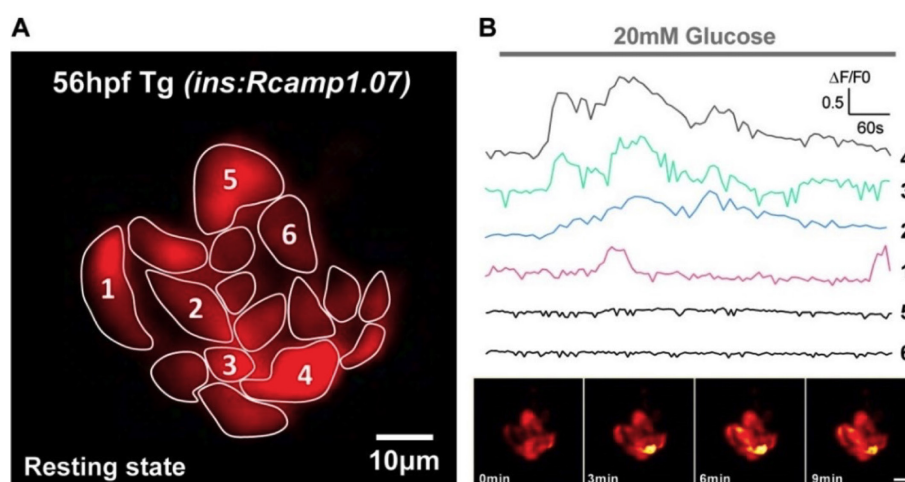 A
56hpf Tg (ins:Rcamp1.07)
5
6
1
2
3
4
10µm
Resting state
B
20mM Glucose
ΔF/F0
0.5
60s
4
3
2
1
5
6
0min
3min
6min
9min